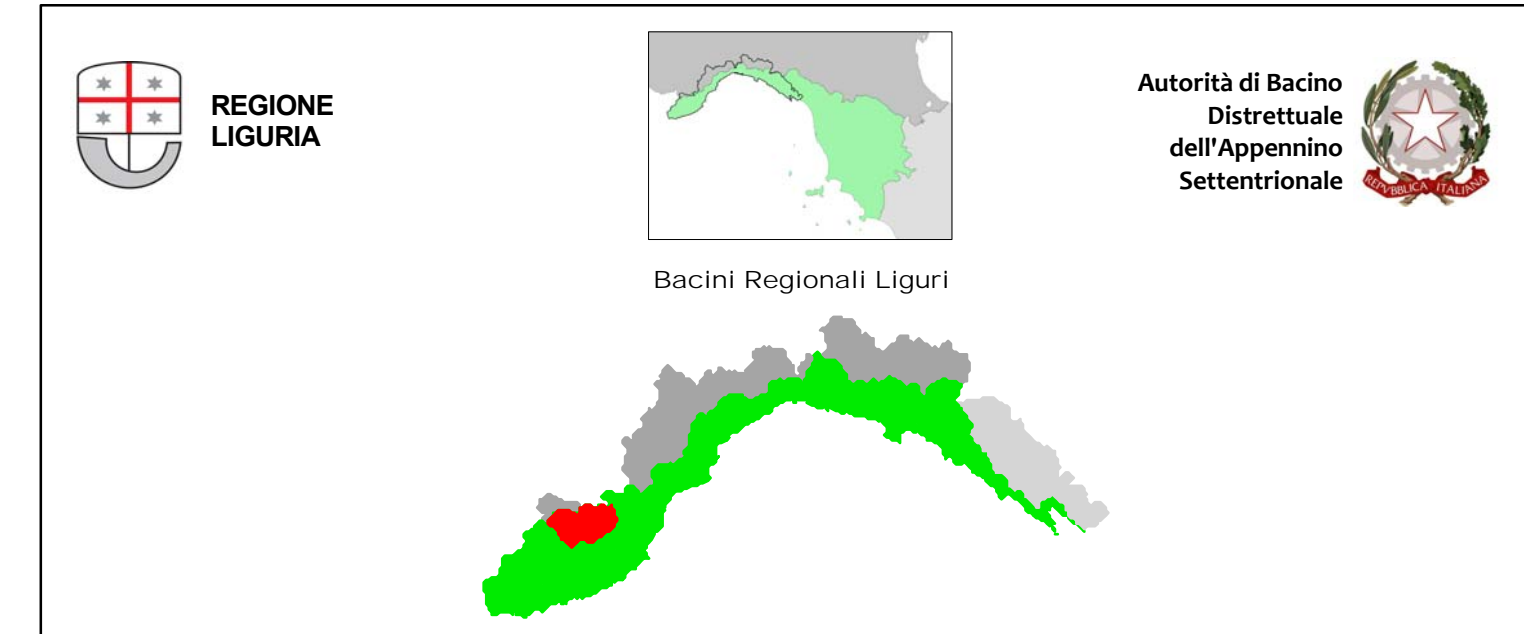 REGIONE
LIGURIA
Autorità di Bacino
Distrettuale
dell'Appennino
Settentrionale
REPVBBLICA ITALIANA
Bacini Regionali Liguri